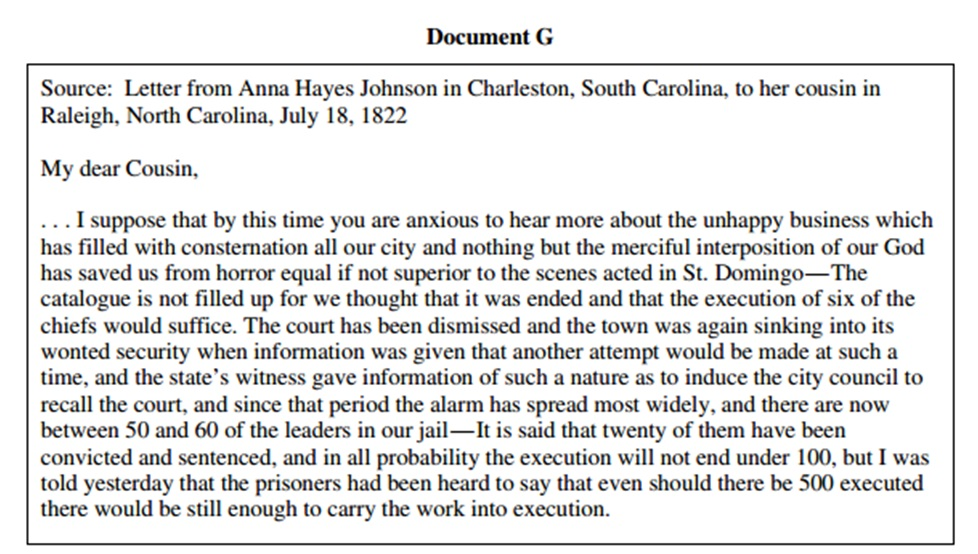 Document G
Source: Letter from Anna Hayes Johnson in Charleston, South Carolina, to her cousin in
Raleigh, North Carolina, July 18, 1822
My dear Cousin,
. . . I suppose that by this time you are anxious to hear more about the unhappy business which
has filled with consternation all our city and nothing but the merciful interposition of our God
has saved us from horror equal if not superior to the scenes acted in St. Domingo—The
catalogue is not filled up for we thought that it was ended and that the execution of six of the
chiefs would suffice. The court has been dismissed and the town was again sinking into its
wonted security when information was given that another attempt would be made at such a
time, and the state’s witness gave information of such a nature as to induce the city council to
recall the court, and since that period the alarm has spread most widely, and there are now
between 50 and 60 of the leaders in our jail—It is said that twenty of them have been
convicted and sentenced, and in all probability the execution will not end under 100, but I was
told yesterday that the prisoners had been heard to say that even should there be 500 executed
there would be still enough to carry the work into execution.